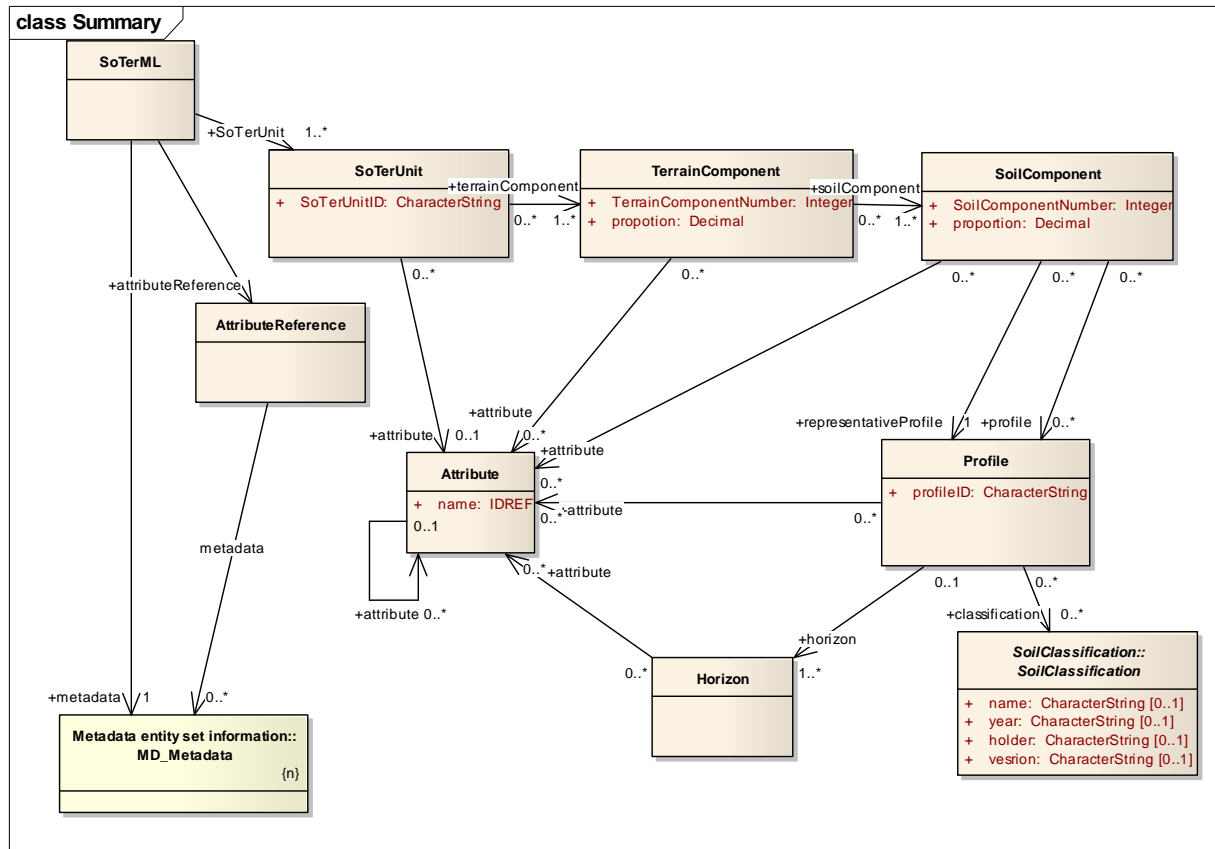 class Summary
SoTerML
+SoTerUnit 1..*
SoTerUnit
+ SoTerUnitID: CharacterString
0..*
+terrainComponent
0..* 1..*
TerrainComponent
+ TerrainComponentNumber: Integer
+ propotion: Decimal
0..*
+soilComponent
0..* 1..*
SoilComponent
+ SoilComponentNumber: Integer
+ proportion: Decimal
0..* 0..* 0..*
+attributeReference
AttributeReference
metadata
+metadata 1
0..*
Metadata entity set information::
MD_Metadata
{n}
+attribute 0..1
+attribute
0..*
+attribute
0..*
Attribute
+ name: IDREF
0..1
+attribute 0..*
-attribute
0..* 0..*
+representativeProfile 1
+profile 0..*
Profile
+ profileID: CharacterString
0..1 0..*
0..* +attribute
0..*
+horizon
1..*
Horizon
+classification 0..*
SoilClassification::
SoilClassification
+ name: CharacterString [0..1]
+ year: CharacterString [0..1]
+ holder: CharacterString [0..1]
+ vesrion: CharacterString [0..1]